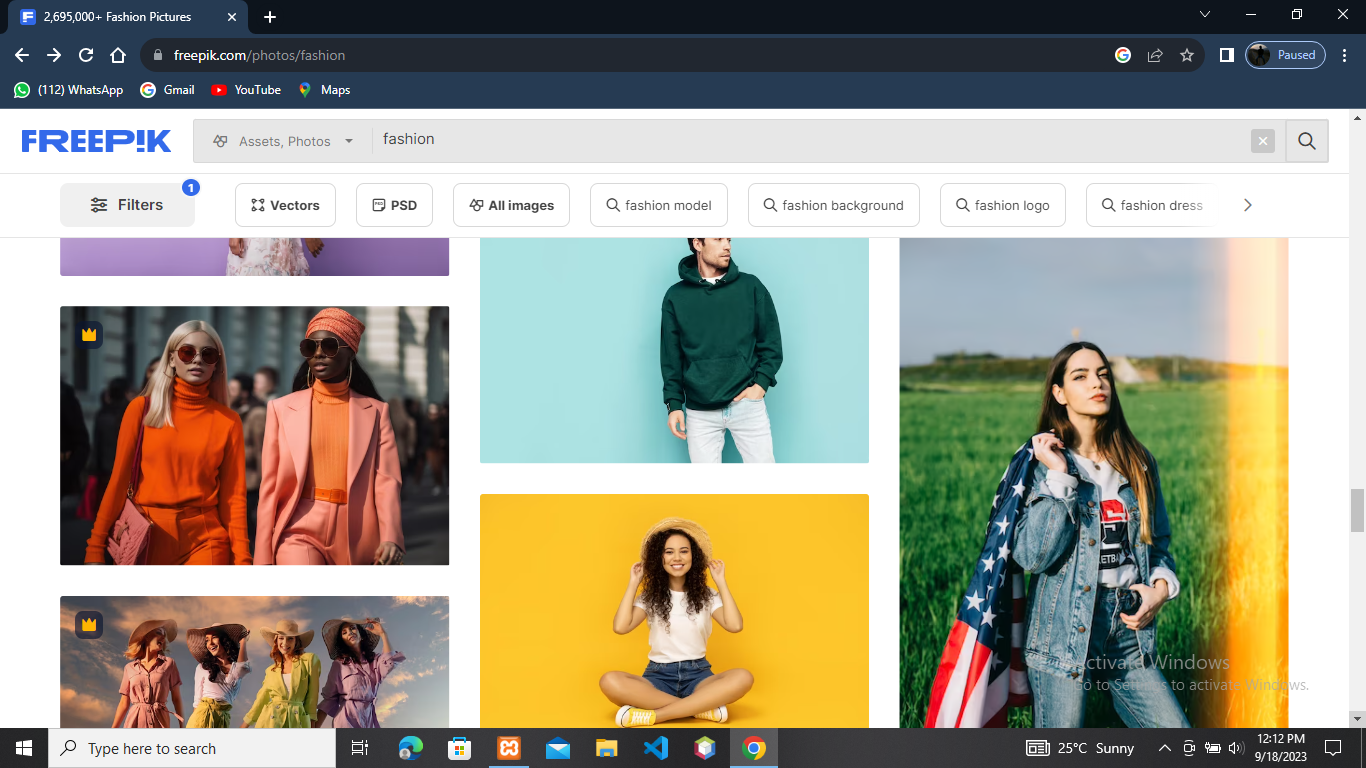 2,695,000+ Fashion Pictures
freepik.com/photos/fashion
Paused
(112) WhatsApp
Gmail
YouTube
Maps
FREEPIK
Assets, Photos
fashion
Filters
1
Vectors
PSD
All images
fashion model
fashion background
fashion logo
fashion dress
Activate Windows
Go to Settings to activate Windows.
Type here to search
25°C Sunny
12:12 PM
9/18/2023